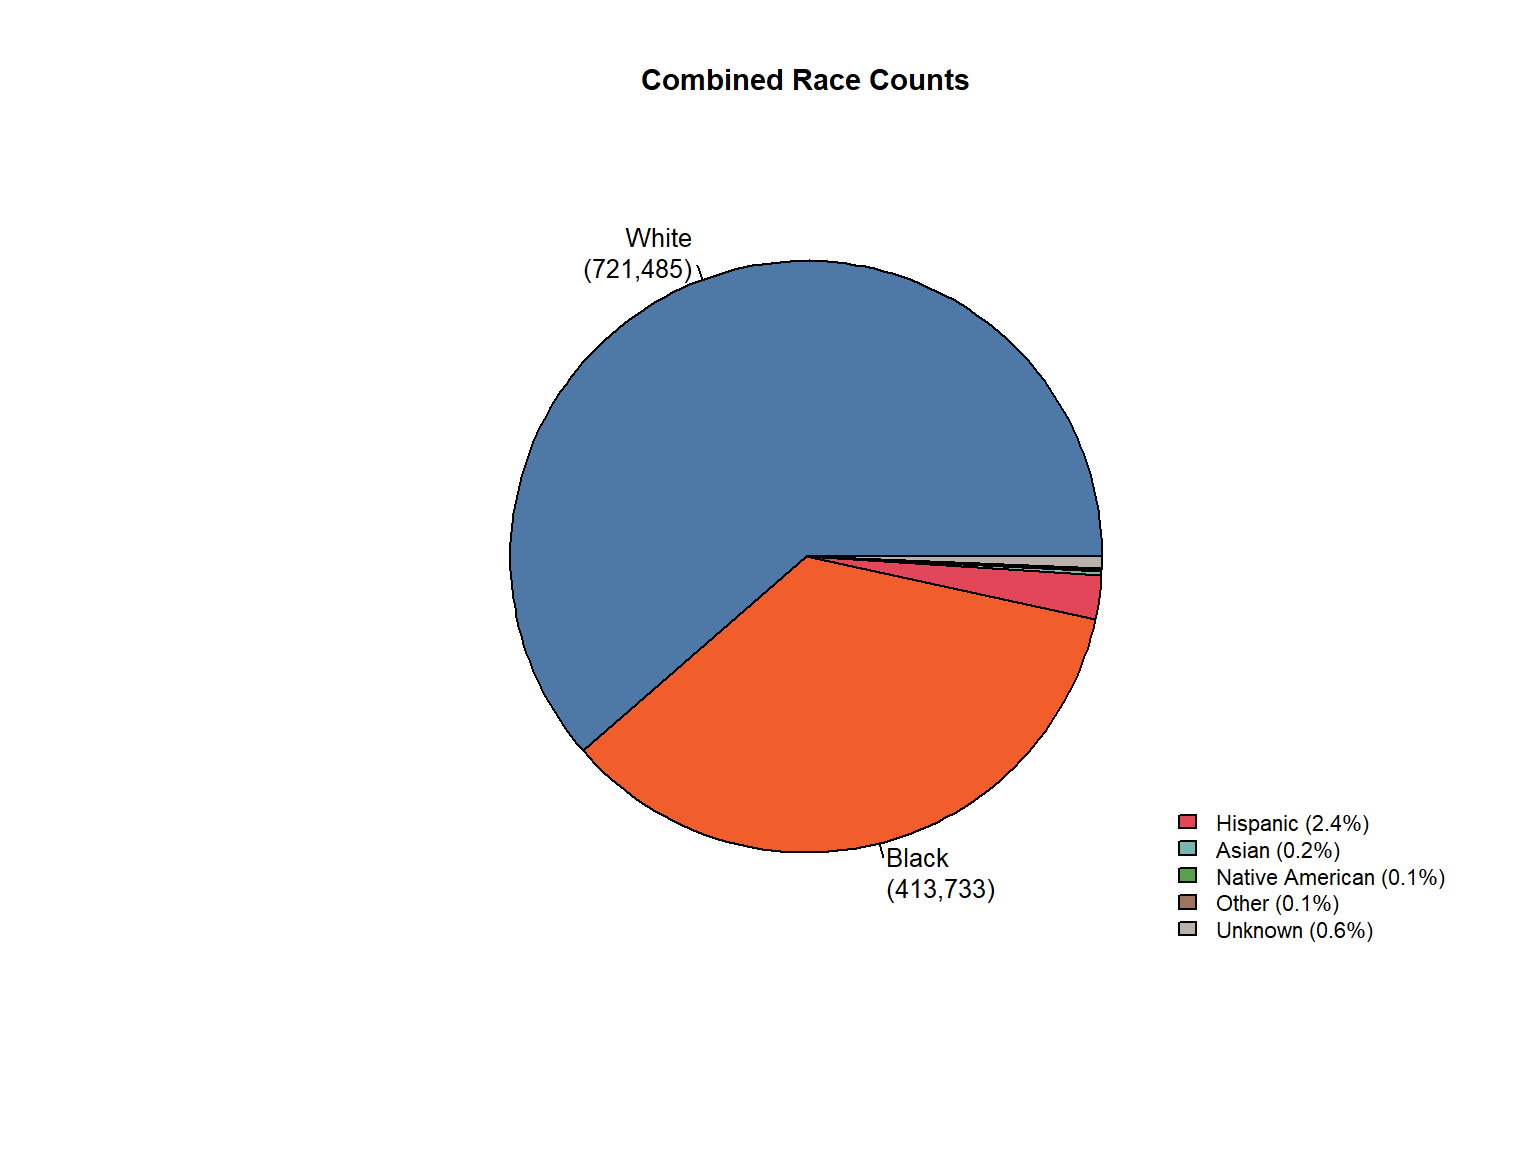 Combined Race Counts
White
(721,485)
Black
(413,733)
Hispanic (2.4%)
Asian (0.2%)
Native American (0.1%)
Other (0.1%)
Unknown (0.6%)